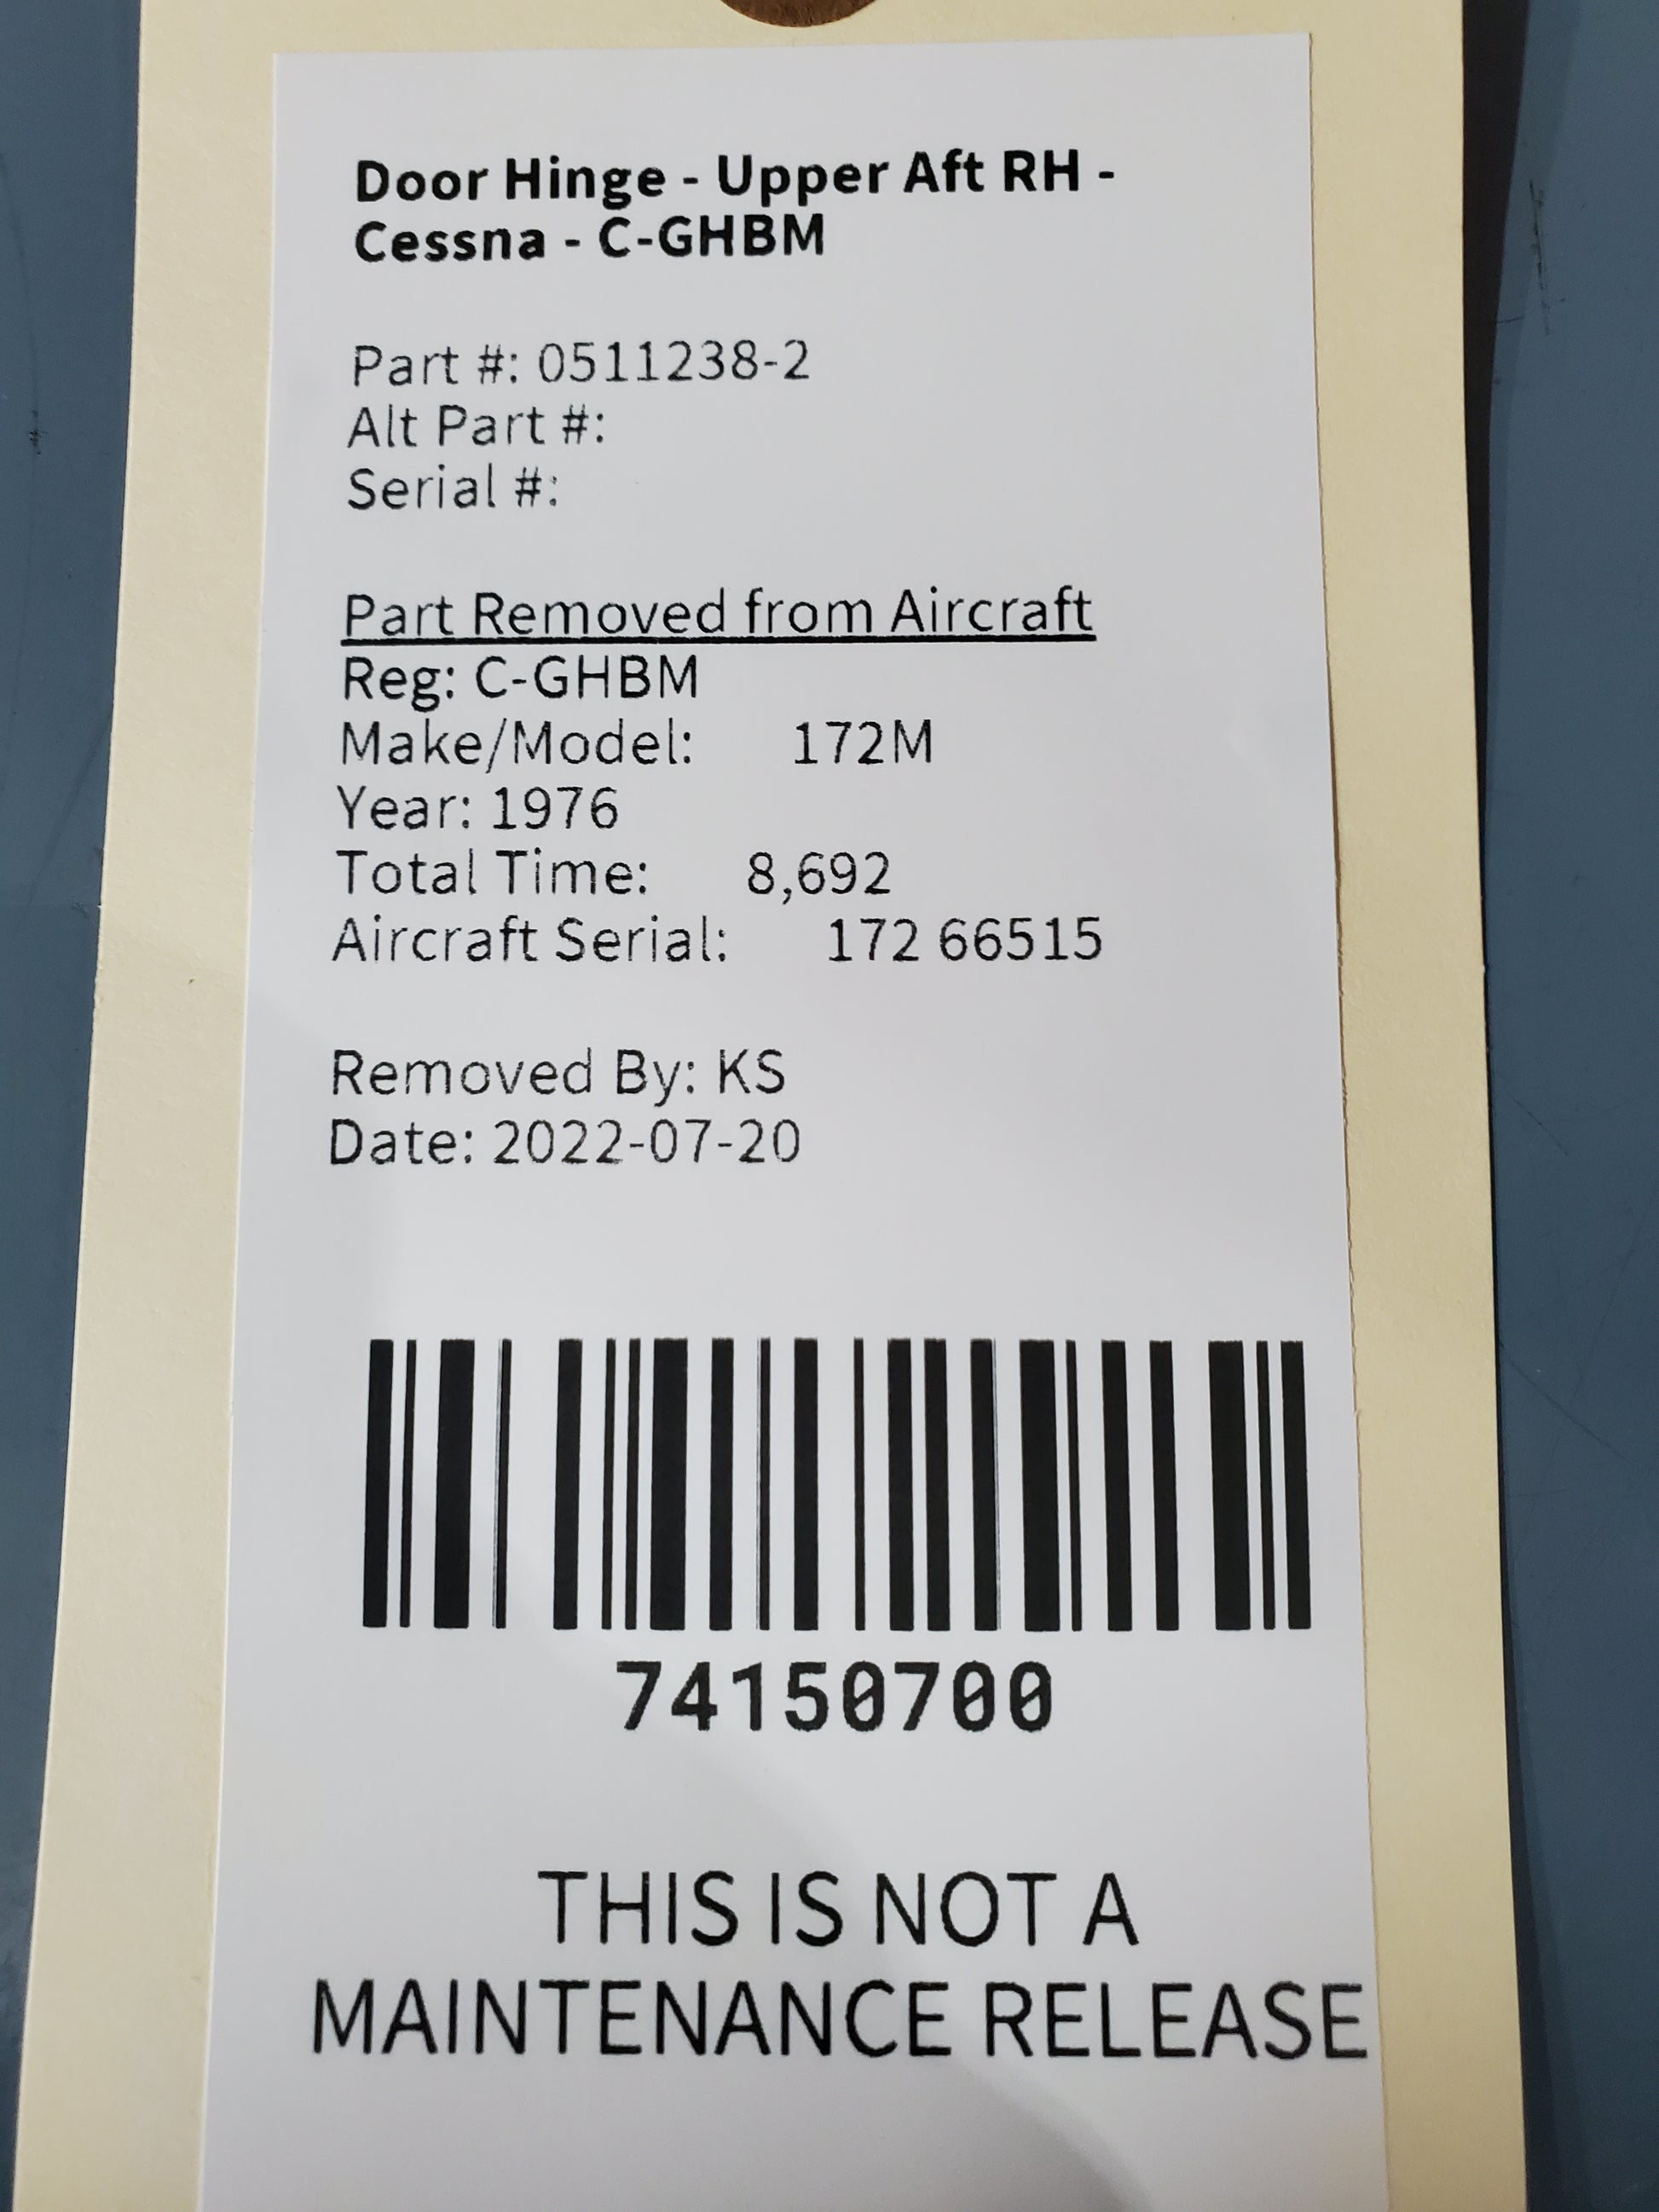 Door Hinge - Upper Aft RH -
Cessna - C-GHBM
Part #: 0511238-2
Alt Part #:
Serial #:
Part Removed from Aircraft
Reg: C-GHBM
Make/Model: 172M
Year: 1976
Total Time: 8,692
Aircraft Serial: 172 66515
Removed By: KS
Date: 2022-07-20
74150700
THIS IS NOT A
MAINTENANCE RELEASE